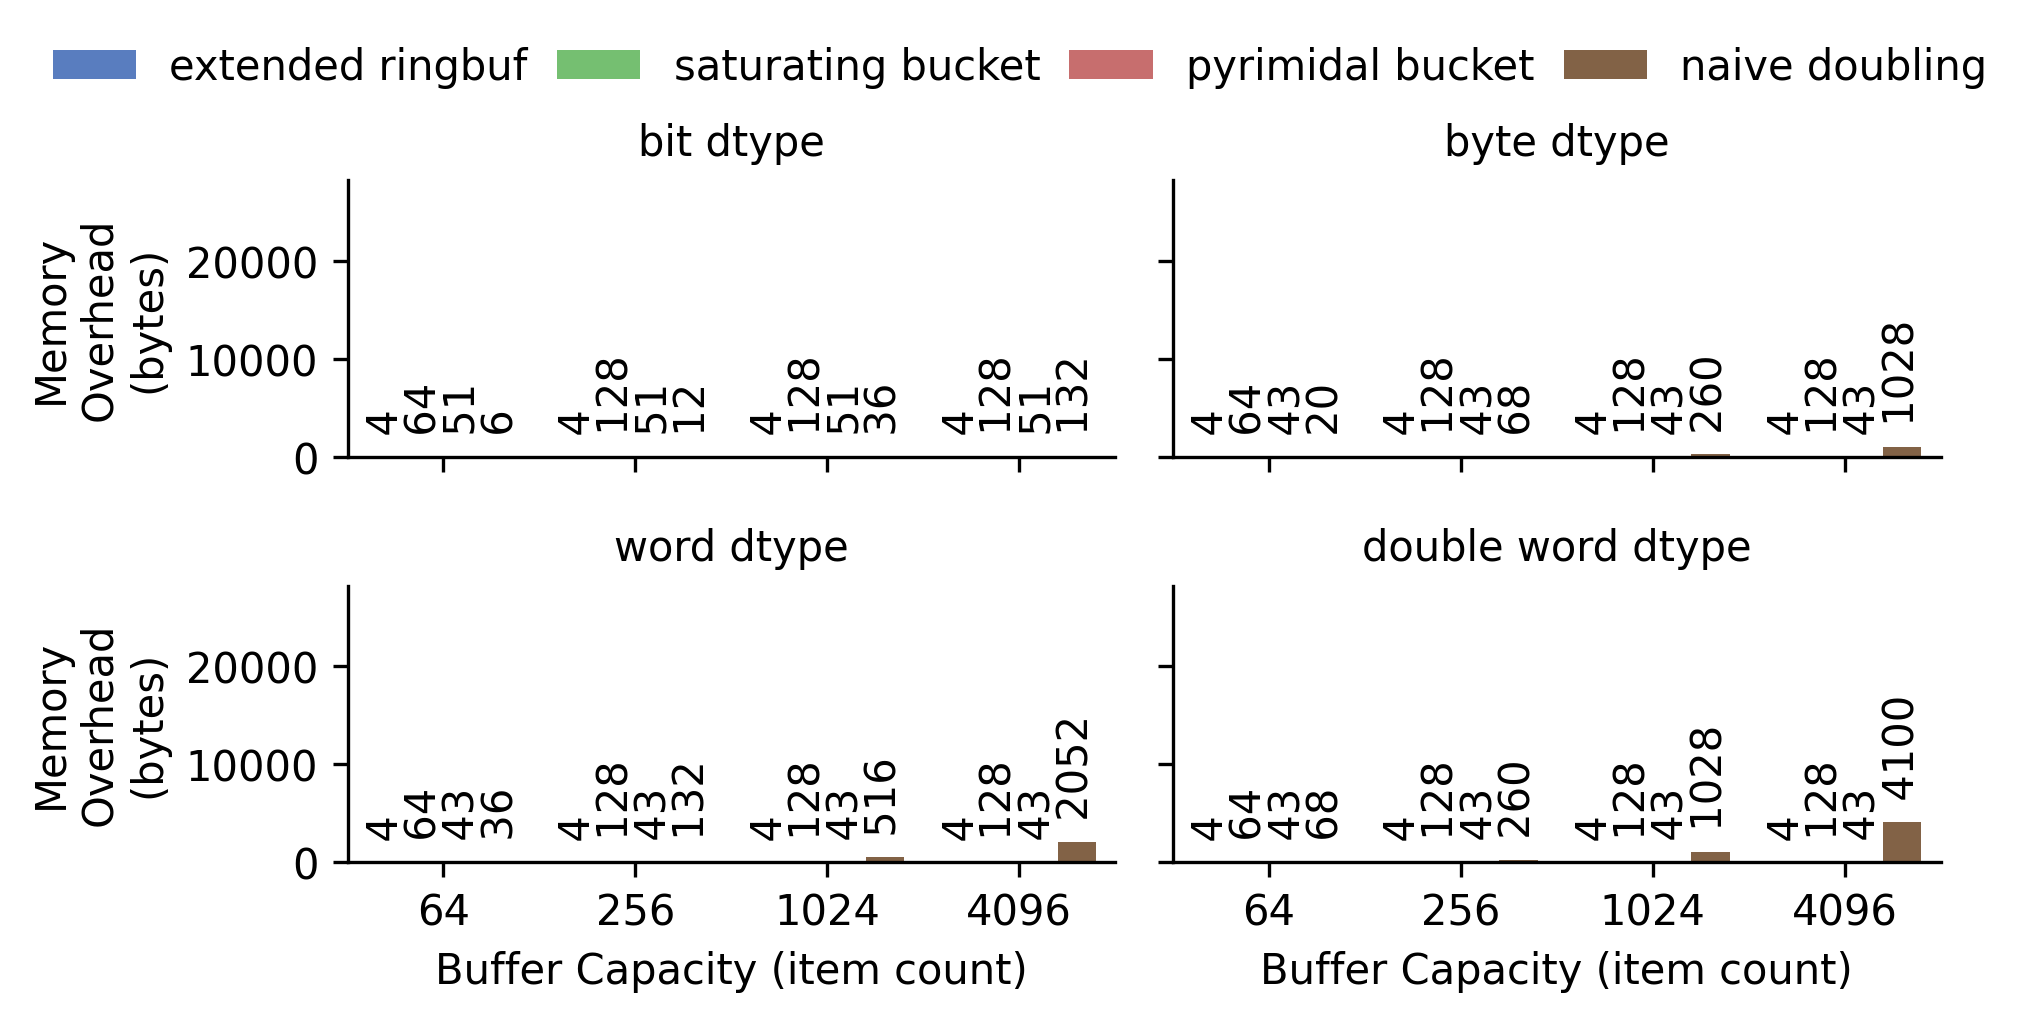 extended ringbuf saturating bucket pyrimidal bucket naive doubling
bit dtype
Memory
Overhead
(bytes)
20000
10000
0
4 64 51 6 4 128 51 12 4 128 51 36 4 128 51 132
byte dtype
4 64 43 20 4 128 43 68 4 128 43 260 4 128 43 1028
word dtype
Memory
Overhead
(bytes)
20000
10000
0
4 64 43 36 4 128 43 132 4 128 43 516 4 128 43 2052
64 256 1024 4096
Buffer Capacity (item count)
double word dtype
4 64 43 68 4 128 43 260 4 128 43 1028 4 128 43 4100
64 256 1024 4096
Buffer Capacity (item count)